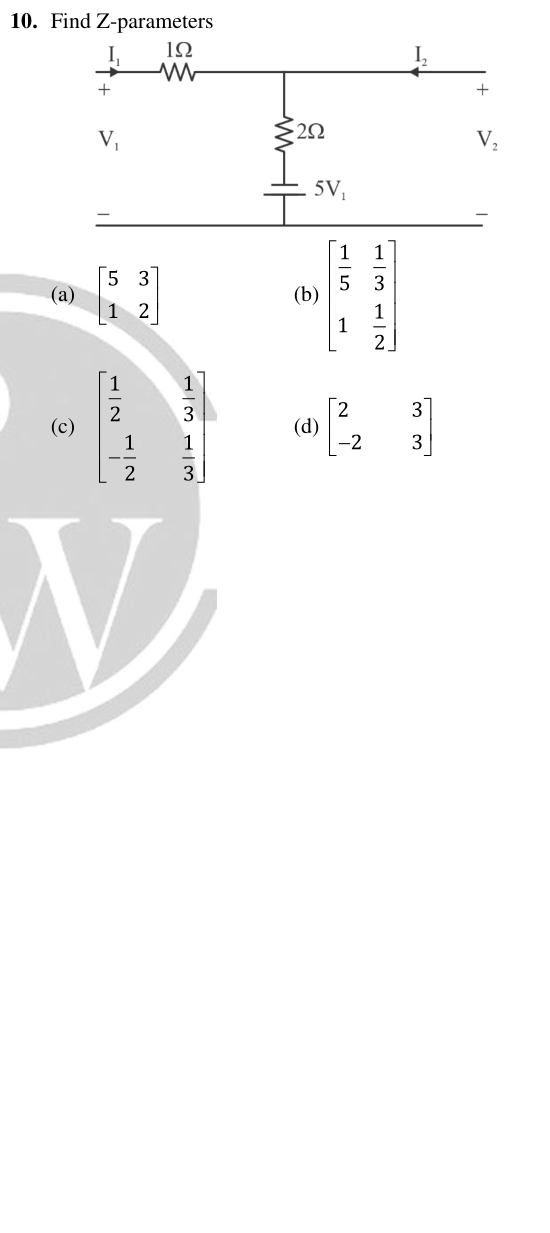 10. Find Z-parameters
I₁ 1Ω I₂
+ +
V₁ 2Ω V₂
5V₁
− −
(a) [5 3
1 2]
(b) [1/5 1/3
1 1/2]
(c) [1/2 1/3
−1/2 1/3]
(d) [2 3
−2 3]
W